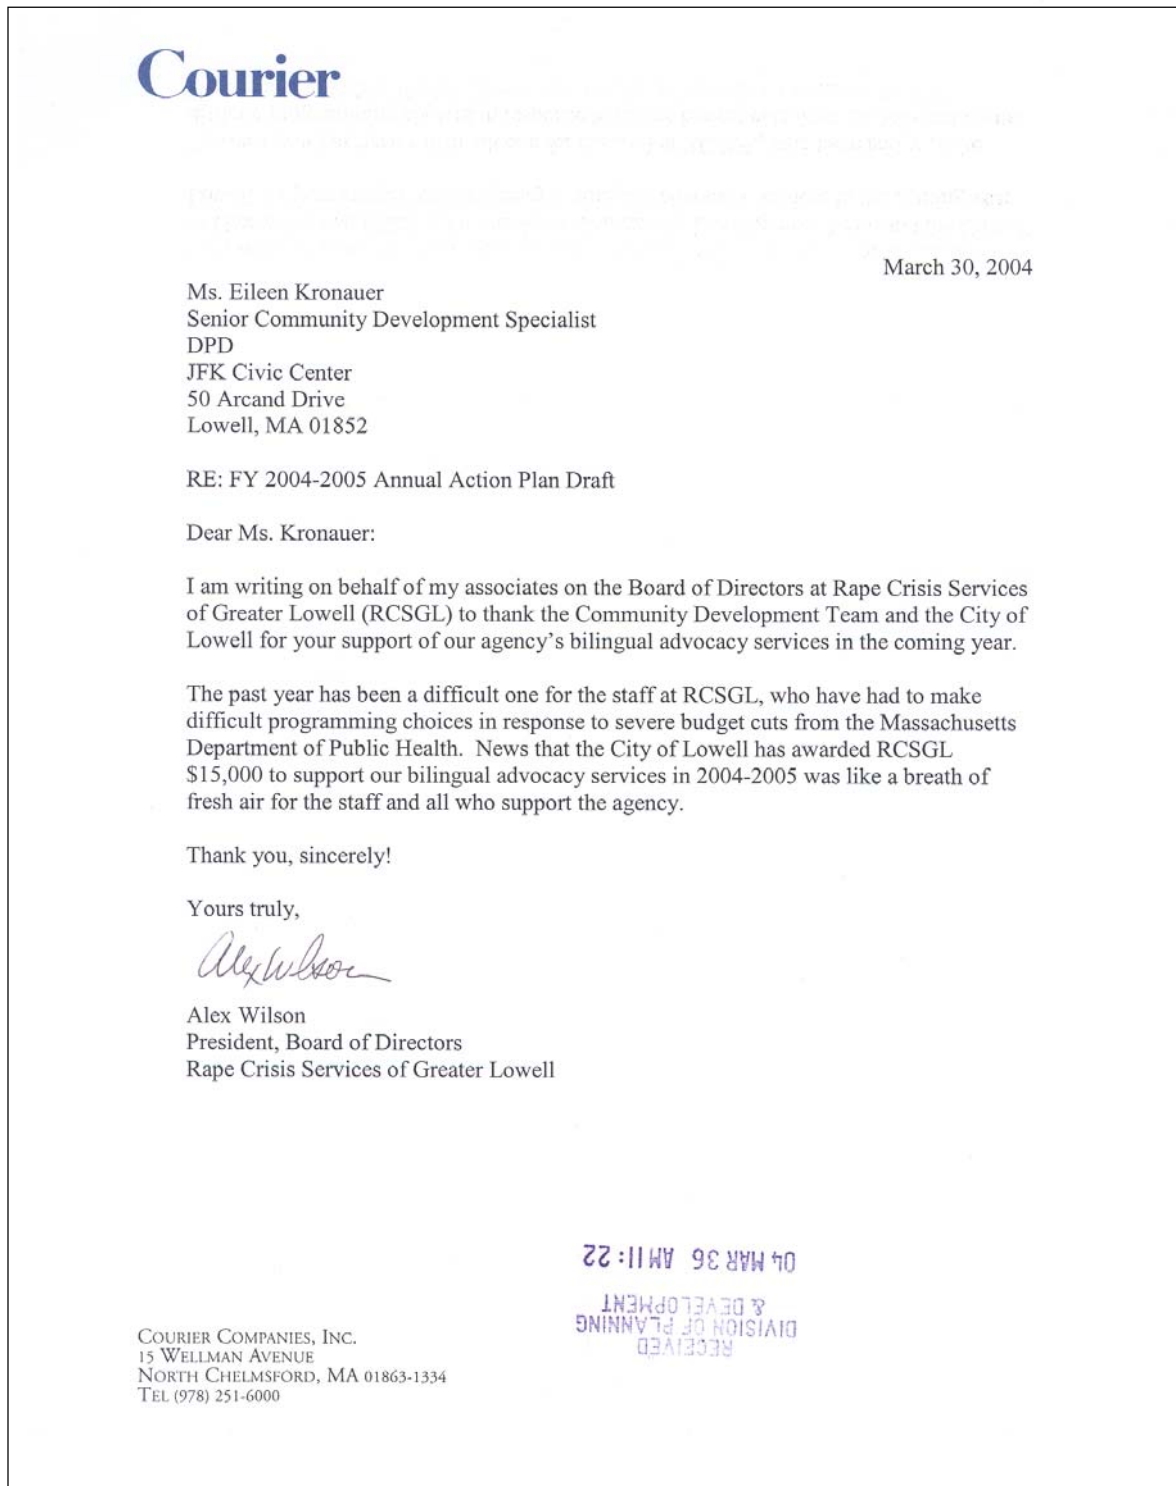 Courier
March 30, 2004
Ms. Eileen Kronauer
Senior Community Development Specialist
DPD
JFK Civic Center
50 Arcand Drive
Lowell, MA 01852
RE: FY 2004-2005 Annual Action Plan Draft
Dear Ms. Kronauer:
I am writing on behalf of my associates on the Board of Directors at Rape Crisis Services
of Greater Lowell (RCSGL) to thank the Community Development Team and the City of
Lowell for your support of our agency’s bilingual advocacy services in the coming year.
The past year has been a difficult one for the staff at RCSGL, who have had to make
difficult programming choices in response to severe budget cuts from the Massachusetts
Department of Public Health.  News that the City of Lowell has awarded RCSGL
$15,000 to support our bilingual advocacy services in 2004-2005 was like a breath of
fresh air for the staff and all who support the agency.
Thank you, sincerely!
Yours truly,
Alex Wilson
Alex Wilson
President, Board of Directors
Rape Crisis Services of Greater Lowell
RECEIVED
DIVISION OF PLANNING
& DEVELOPMENT
04 MAR 36 AM 11:22
COURIER COMPANIES, INC.
15 WELLMAN AVENUE
NORTH CHELMSFORD, MA 01863-1334
TEL (978) 251-6000